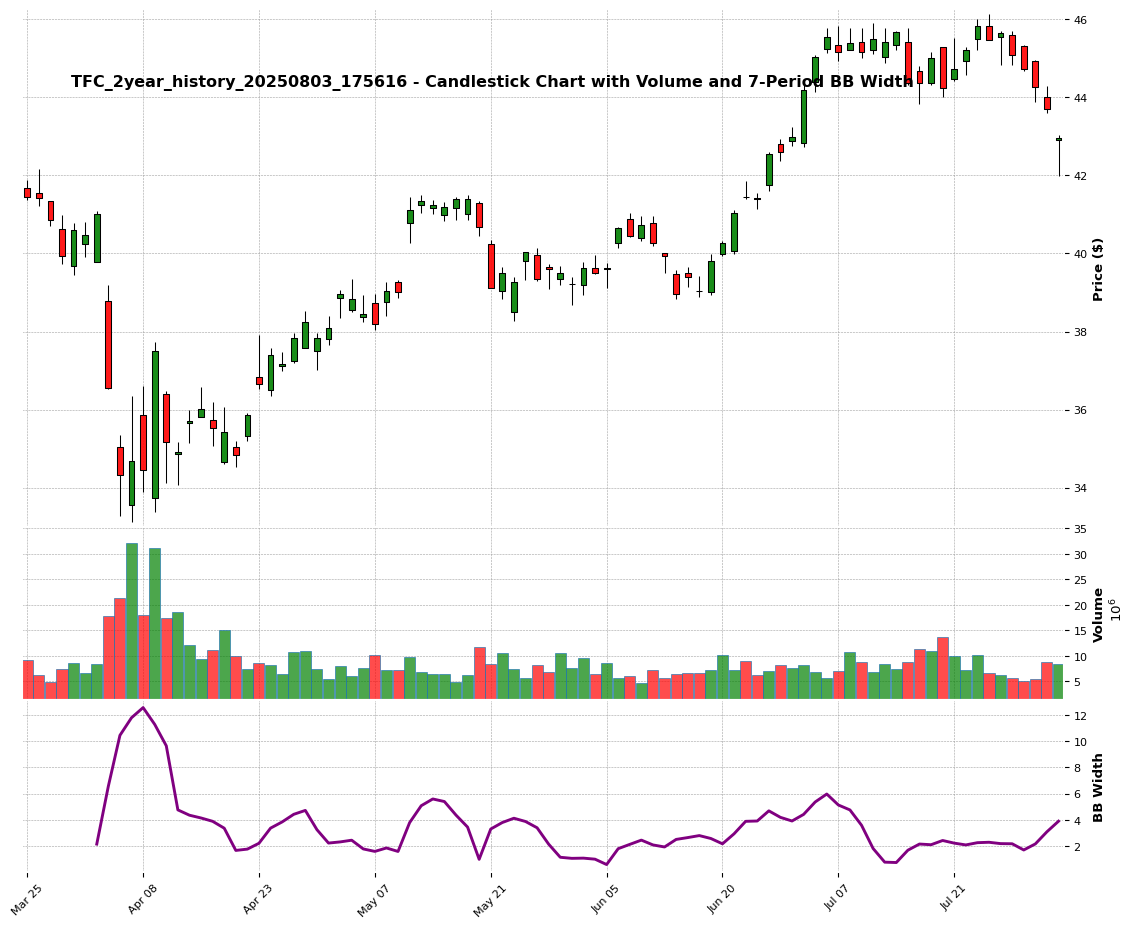 TFC_2year_history_20250803_175616 - Candlestick Chart with Volume and 7-Period BB Width
46
44
42
40
38
36
34
Price ($)
35
30
25
20
15
10
5
Volume
10^6
12
10
8
6
4
2
BB Width
Mar 25
Apr 08
Apr 23
May 07
May 21
Jun 05
Jun 20
Jul 07
Jul 21